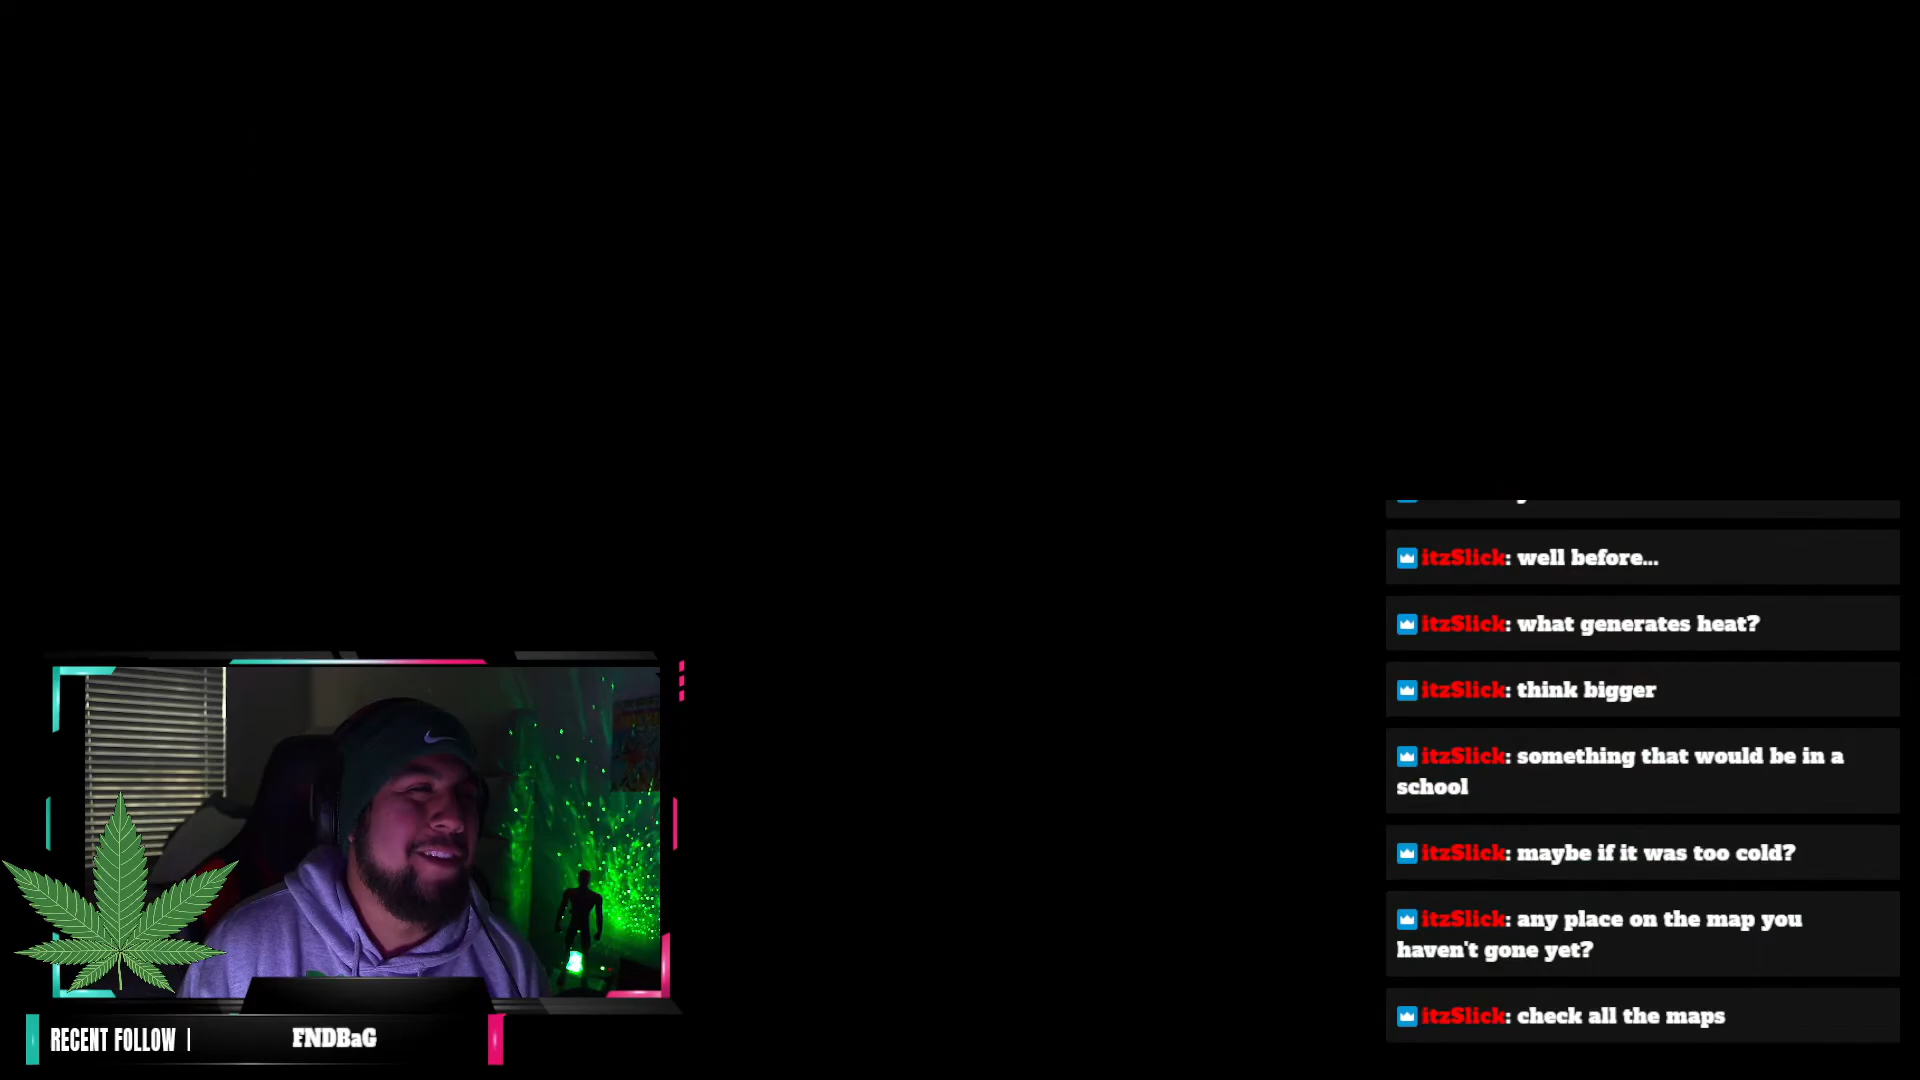 itzSlick: well before...
itzSlick: what generates heat?
itzSlick: think bigger
itzSlick: something that would be in a
school
itzSlick: maybe if it was too cold?
itzSlick: any place on the map you
haven't gone yet?
itzSlick: check all the maps
RECENT FOLLOW |
FNDBaG